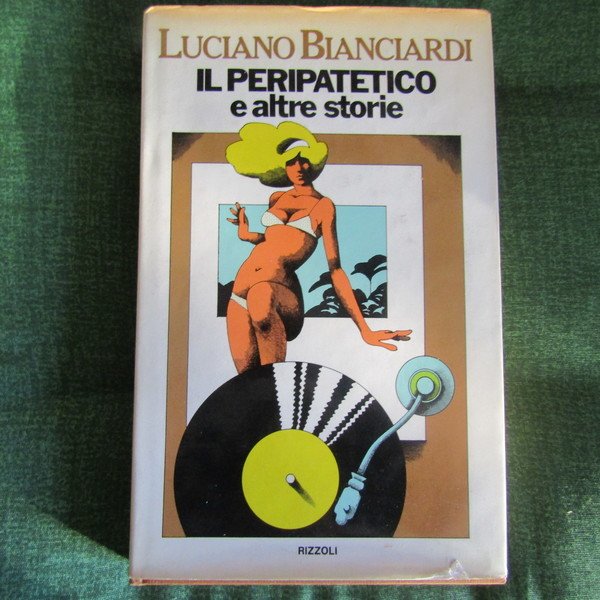 LUCIANO BIANCIARDI
IL PERIPATETICO
e altre storie
RIZZOLI